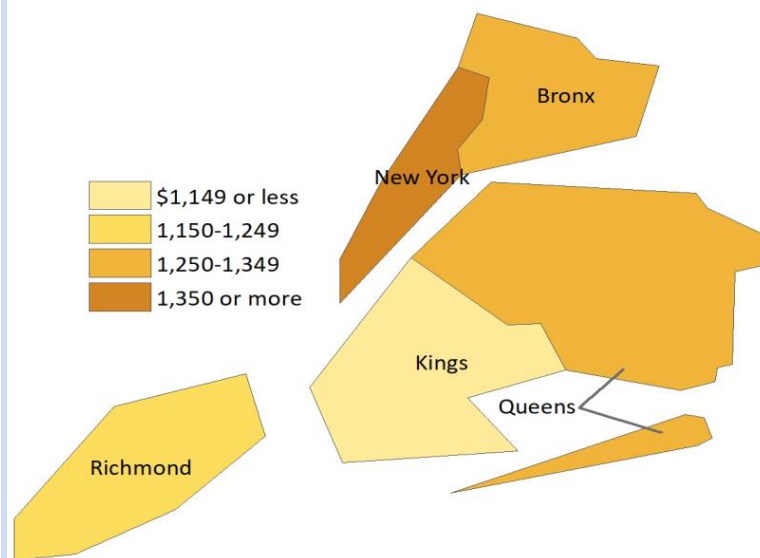 Bronx
New York
$1,149 or less
1,150-1,249
1,250-1,349
1,350 or more
Kings
Queens
Richmond